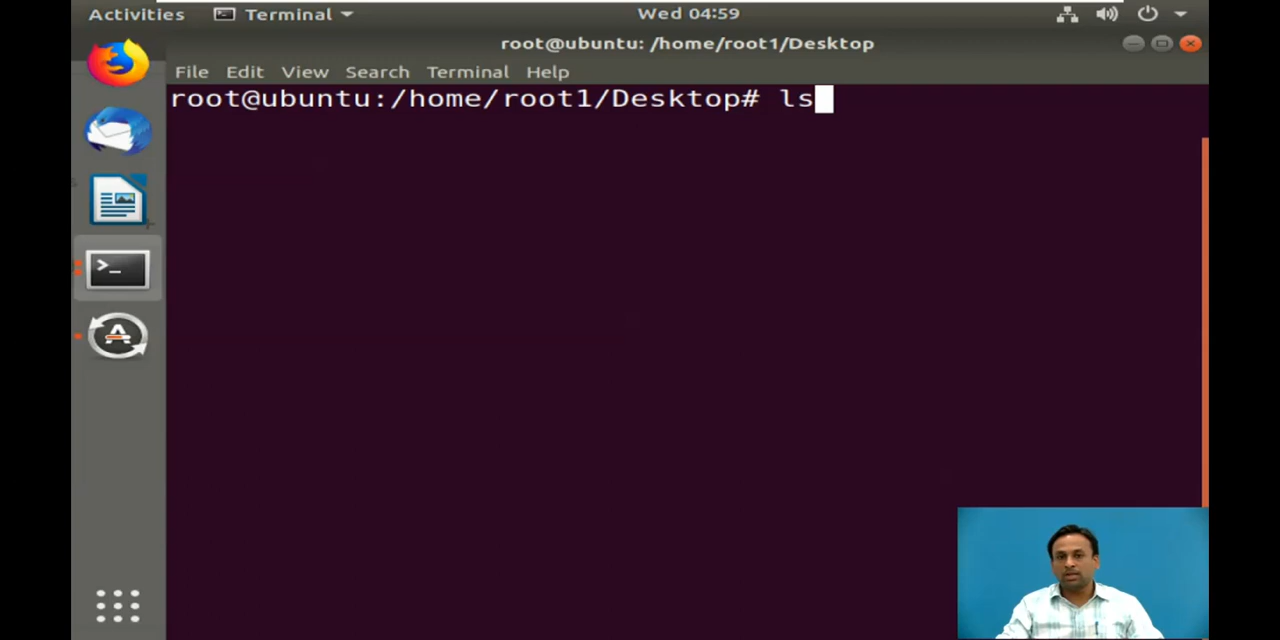 Activities Terminal Wed 04:59
root@ubuntu: /home/root1/Desktop
File Edit View Search Terminal Help
root@ubuntu:/home/root1/Desktop# ls